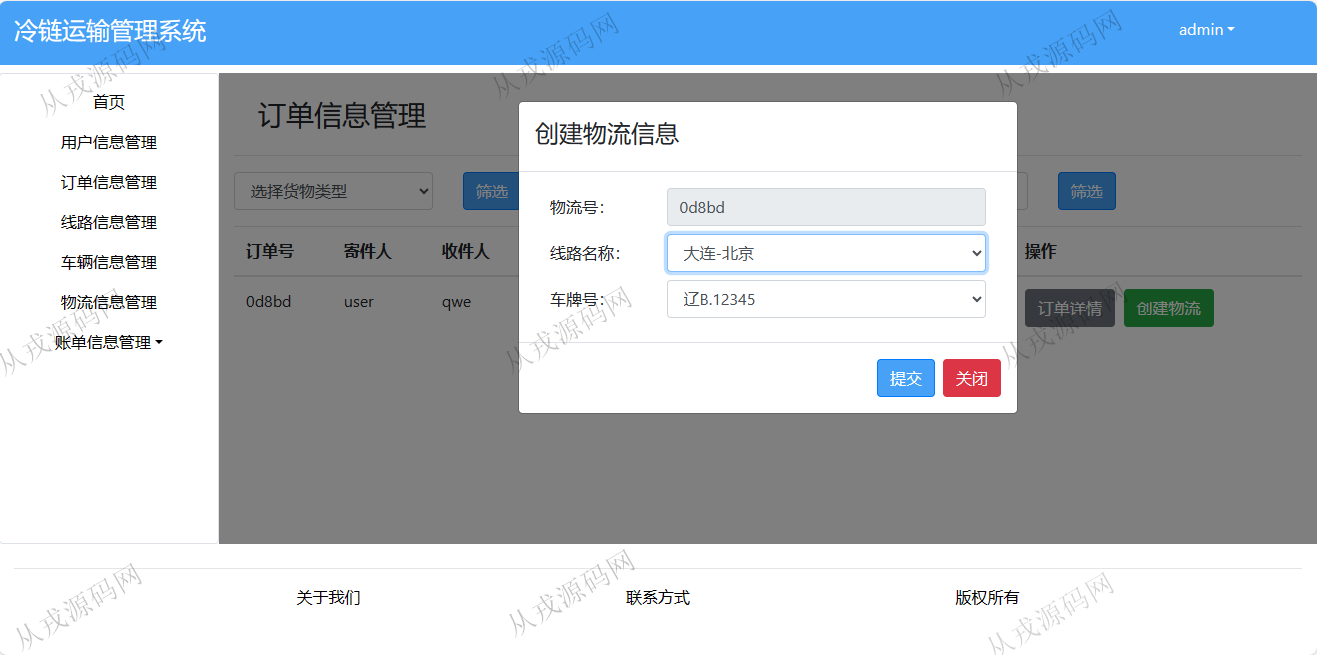 冷链运输管理系统
admin
首页
用户信息管理
订单信息管理
线路信息管理
车辆信息管理
物流信息管理
账单信息管理
订单信息管理
选择货物类型
筛选
筛选
订单号 寄件人 收件人 操作
0d8bd user qwe 订单详情 创建物流
创建物流信息
物流号: 0d8bd
线路名称: 大连-北京
车牌号: 辽B.12345
提交 关闭
关于我们 联系方式 版权所有
从戎源码网
从戎源码网
从戎源码网
从戎源码网
从戎源码网
从戎源码网
从戎源码网
从戎源码网
从戎源码网